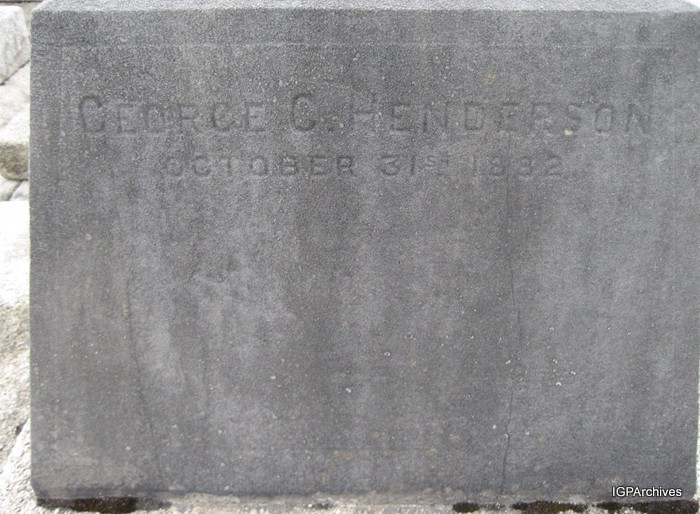 GEORGE C. HENDERSON
OCTOBER 31ST 1882
IGPArchives